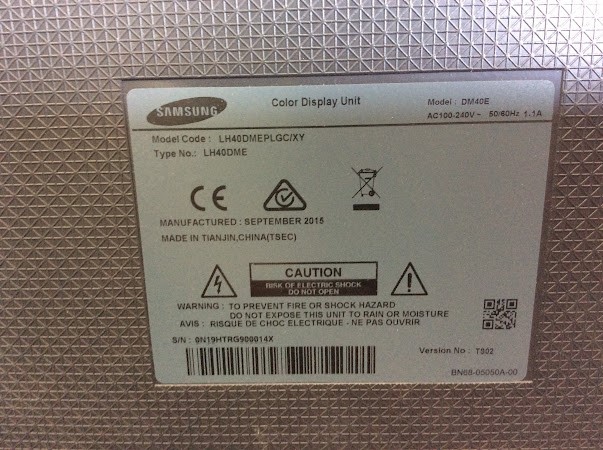 SAMSUNG
Color Display Unit
Model : DM40E
AC100-240V~ 50/60Hz 1.1A
Model Code : LH40DMEPLGC/XY
Type No.: LH40DME
CE
MANUFACTURED : SEPTEMBER 2015
MADE IN TIANJIN,CHINA(TSEC)
CAUTION
RISK OF ELECTRIC SHOCK
DO NOT OPEN
WARNING : TO PREVENT FIRE OR SHOCK HAZARD
DO NOT EXPOSE THIS UNIT TO RAIN OR MOISTURE
AVIS : RISQUE DE CHOC ELECTRIQUE - NE PAS OUVRIR
S/N : 0N19HTRG900014X
Version No : TS02
BN68-05050A-00